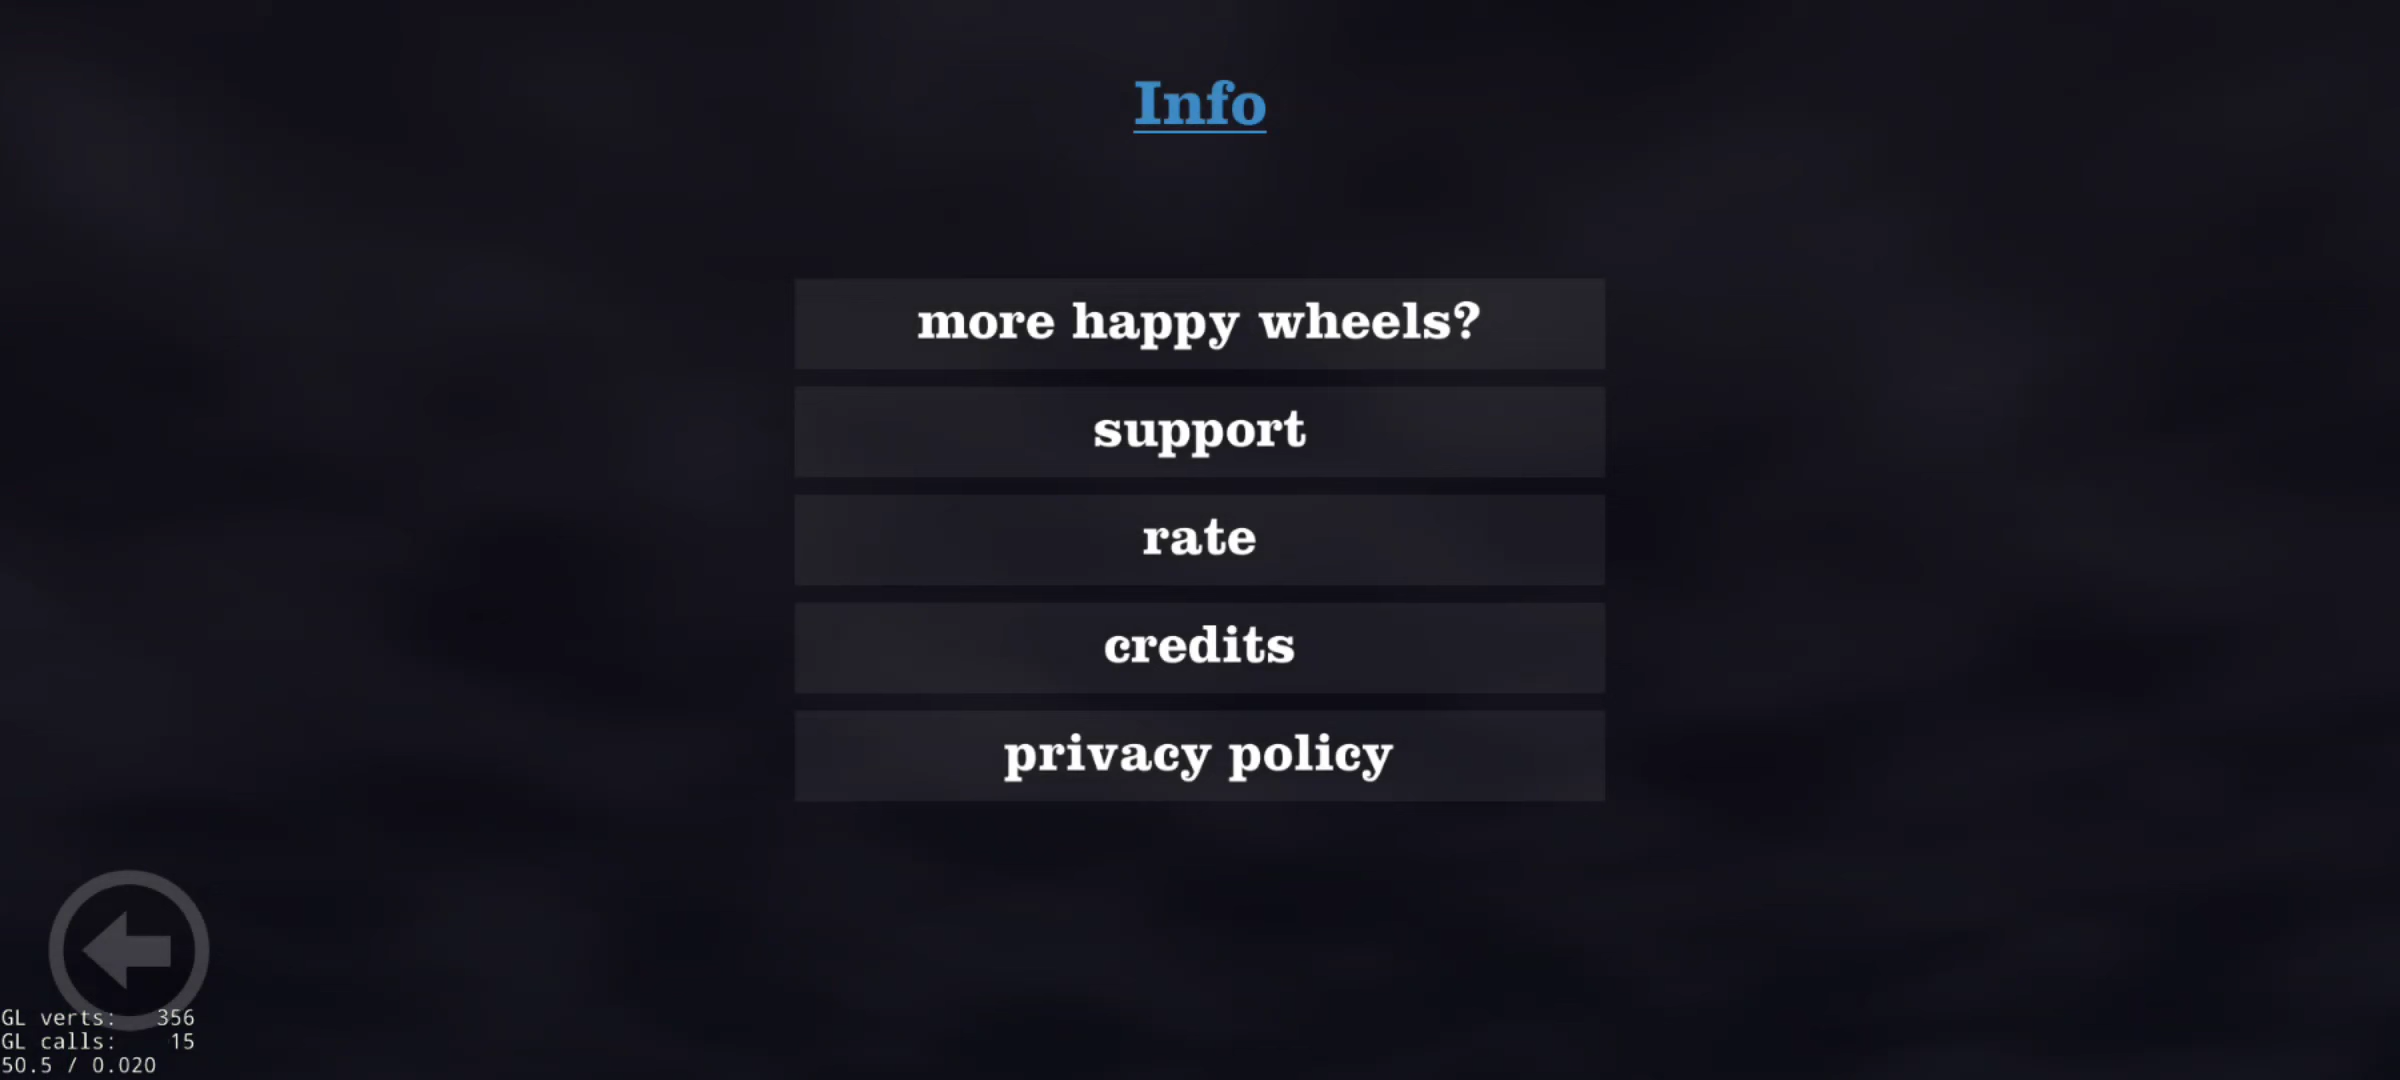 Info
more happy wheels?
support
rate
credits
privacy policy
GL verts: 356
GL calls: 15
50.5 / 0.020